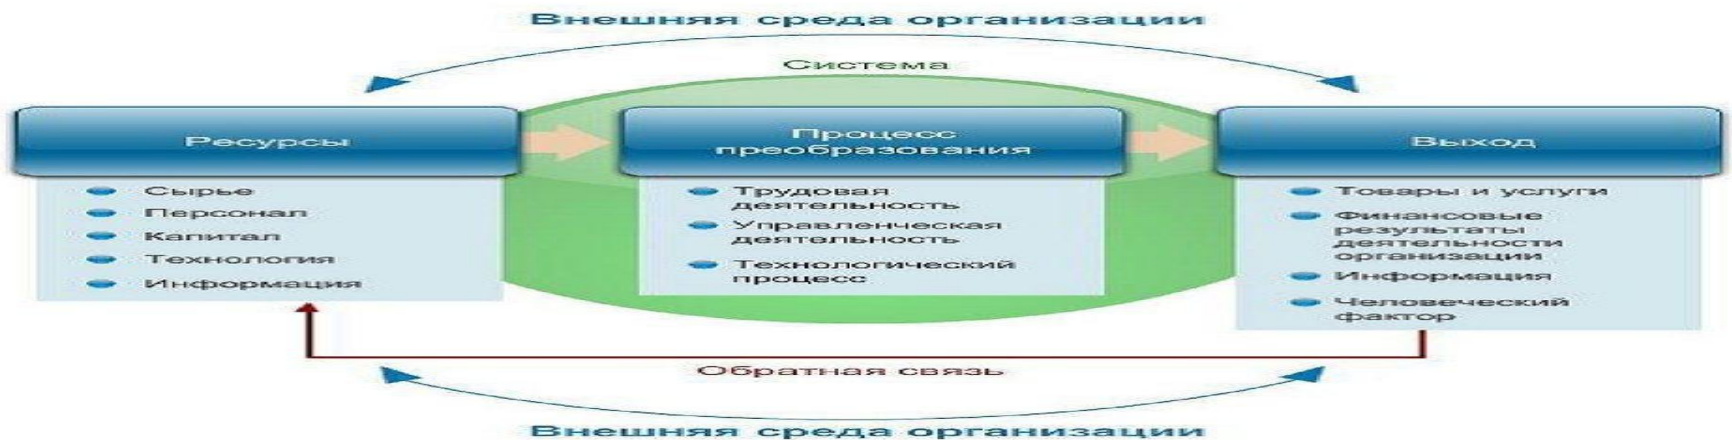 Внешняя среда организации
Система
Ресурсы
Сырье
Персонал
Капитал
Технология
Информация
Процесс
преобразования
Трудовая
деятельность
Управленческая
деятельность
Технологический
процесс
Выход
Товары и услуги
Финансовые
результаты
деятельности
организации
Информация
Человеческий
фактор
Обратная связь
Внешняя среда организации